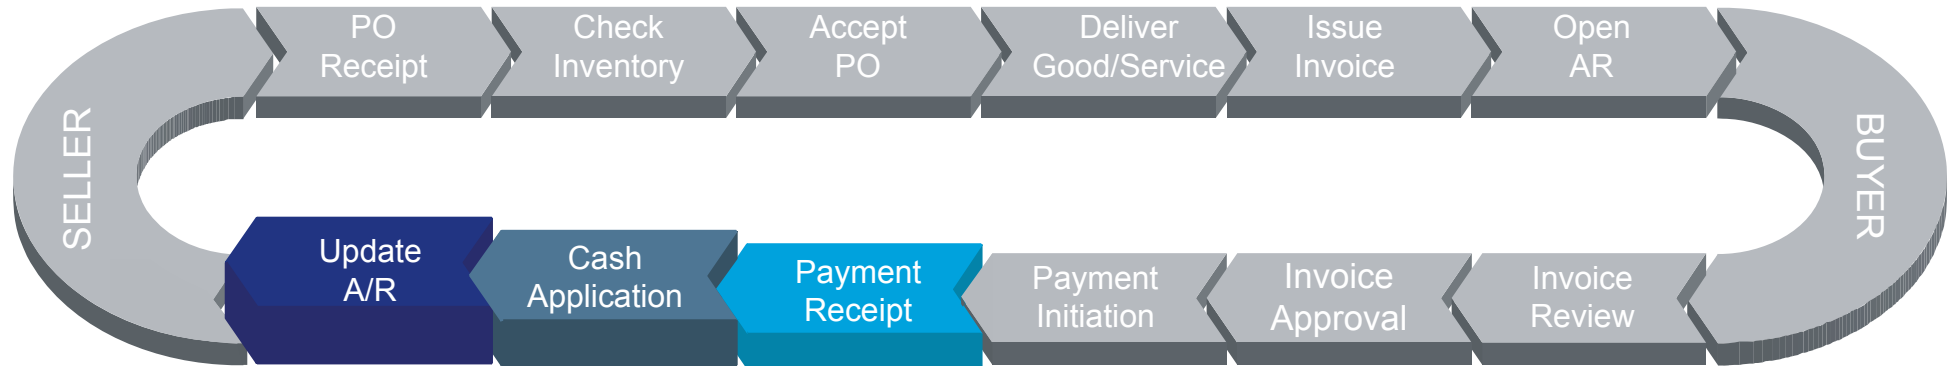 PO
Receipt
Check
Inventory
Accept
PO
Deliver
Good/Service
Issue
Invoice
Open
AR
SELLER
BUYER
Update
A/R
Cash
Application
Payment
Receipt
Payment
Initiation
Invoice
Approval
Invoice
Review